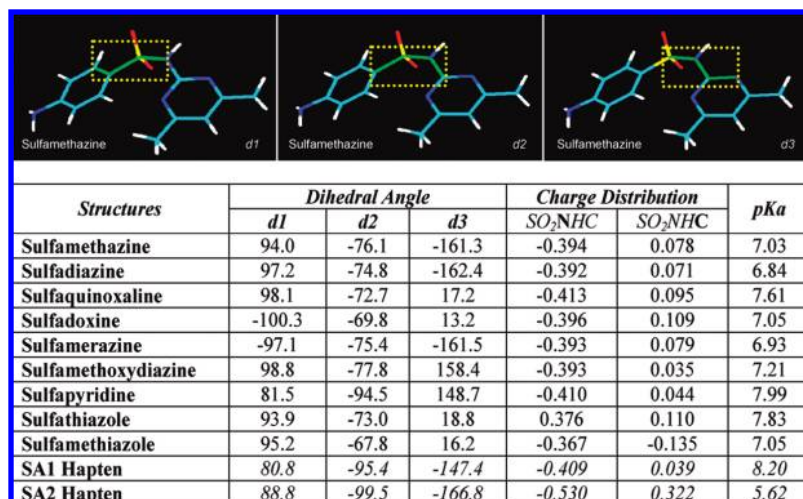 Sulfamethazine d1 Sulfamethazine d2 Sulfamethazine d3
Structures Dihedral Angle Charge Distribution pKa
d1 d2 d3 SO2NHC SO2NHC
Sulfamethazine 94.0 -76.1 -161.3 -0.394 0.078 7.03
Sulfadiazine 97.2 -74.8 -162.4 -0.392 0.071 6.84
Sulfaquinoxaline 98.1 -72.7 17.2 -0.413 0.095 7.61
Sulfadoxine -100.3 -69.8 13.2 -0.396 0.109 7.05
Sulfamerazine -97.1 -75.4 -161.5 -0.393 0.079 6.93
Sulfamethoxydiazine 98.8 -77.8 158.4 -0.393 0.035 7.21
Sulfapyridine 81.5 -94.5 148.7 -0.410 0.044 7.99
Sulfathiazole 93.9 -73.0 18.8 0.376 0.110 7.83
Sulfamethiazole 95.2 -67.8 16.2 -0.367 -0.135 7.05
SA1 Hapten 80.8 -95.4 -147.4 -0.409 0.039 8.20
SA2 Hapten 88.8 -99.5 -166.8 -0.530 0.322 5.62